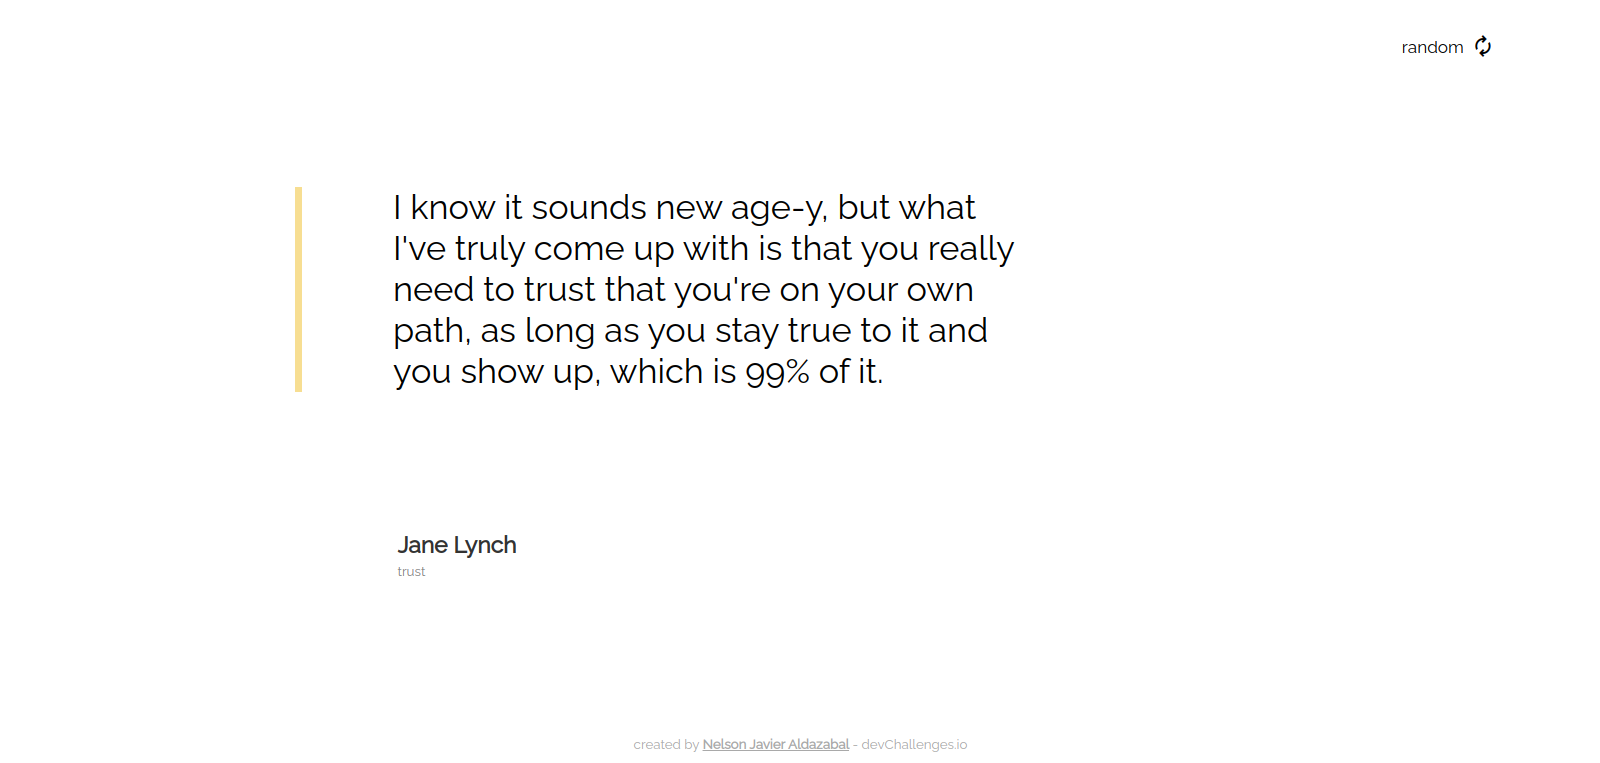 random
I know it sounds new age-y, but what
I've truly come up with is that you really
need to trust that you're on your own
path, as long as you stay true to it and
you show up, which is 99% of it.
Jane Lynch
trust
created by Nelson Javier Aldazabal - devChallenges.io